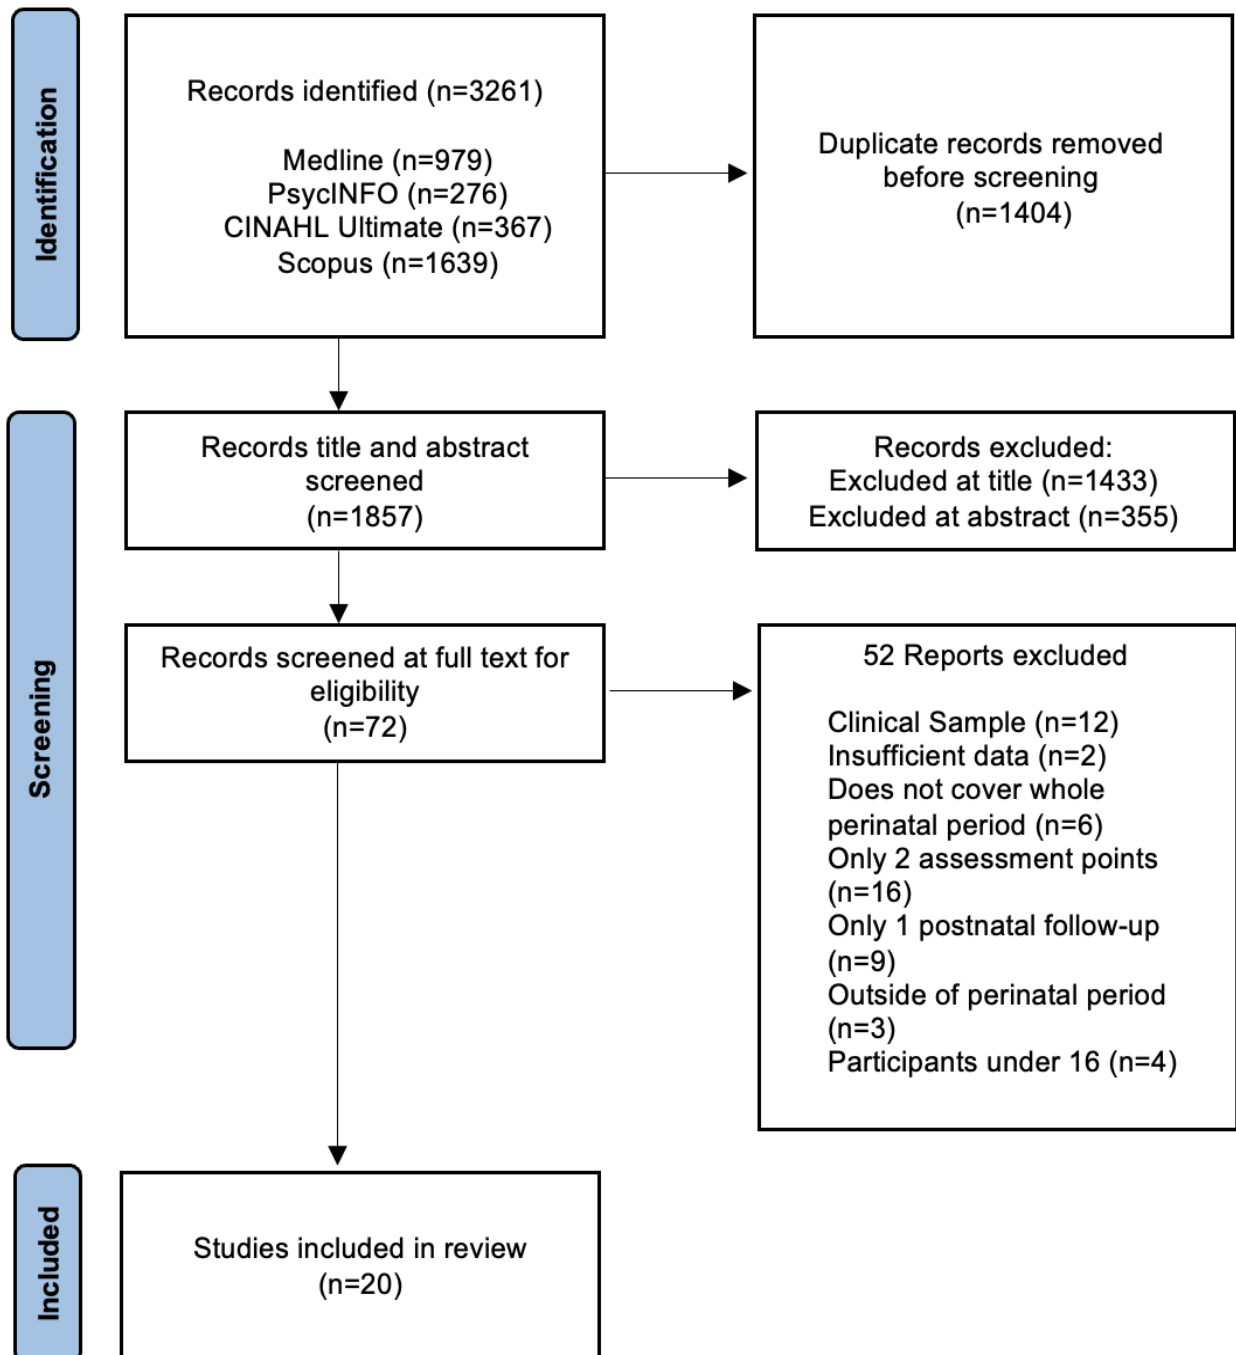 Identification
Records identified (n=3261)
Medline (n=979)
PsycINFO (n=276)
CINAHL Ultimate (n=367)
Scopus (n=1639)
Duplicate records removed
before screening
(n=1404)
Screening
Records title and abstract
screened
(n=1857)
Records excluded:
Excluded at title (n=1433)
Excluded at abstract (n=355)
Records screened at full text for
eligibility
(n=72)
52 Reports excluded
Clinical Sample (n=12)
Insufficient data (n=2)
Does not cover whole
perinatal period (n=6)
Only 2 assessment points
(n=16)
Only 1 postnatal follow-up
(n=9)
Outside of perinatal period
(n=3)
Participants under 16 (n=4)
Included
Studies included in review
(n=20)